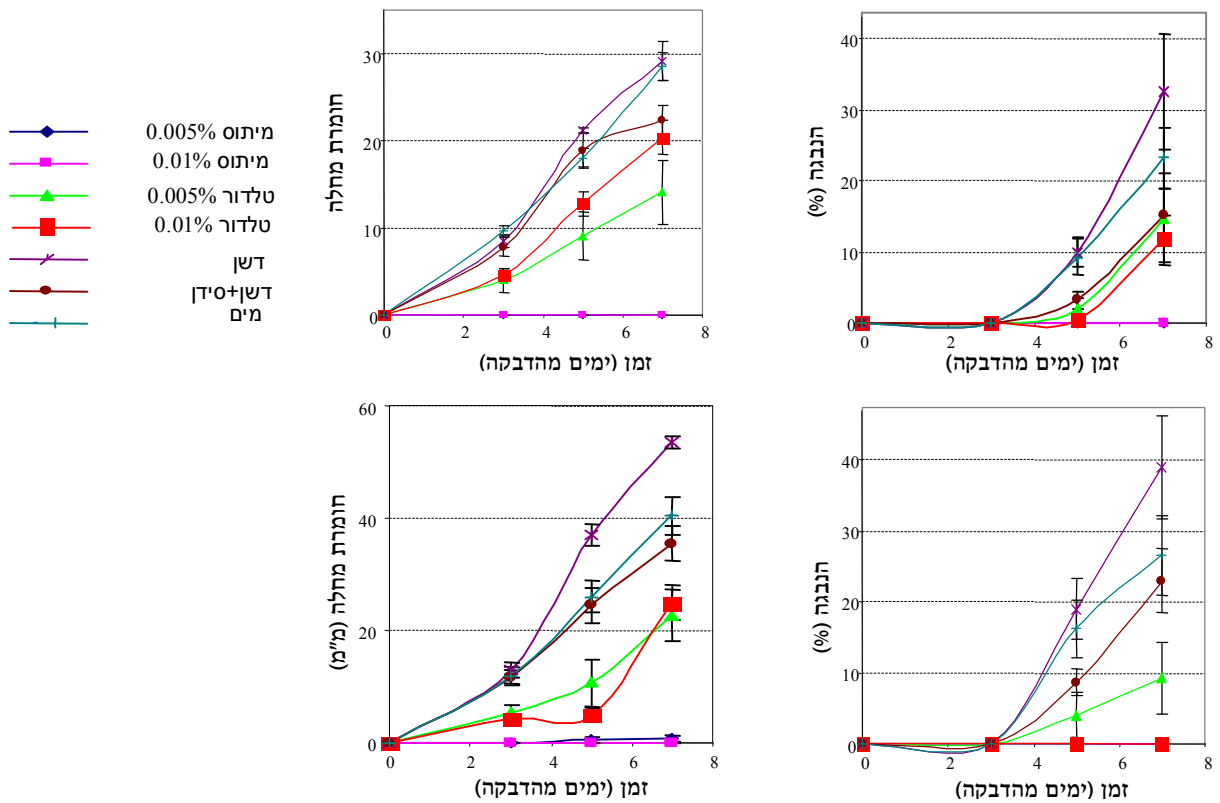 מיתוס 0.005%
מיתוס 0.01%
טלדור 0.005%
טלדור 0.01%
דשן
דשן+סידן
מים
חומרת מחלה
30
20
10
0
0 2 4 6 8
זמן (ימים מהדבקה)
הנבגה (%)
40
30
20
10
0
0 2 4 6 8
זמן (ימים מהדבקה)
חומרת מחלה (מ"מ)
60
40
20
0
0 2 4 6 8
זמן (ימים מהדבקה)
הנבגה (%)
40
30
20
10
0
0 2 4 6 8
זמן (ימים מהדבקה)